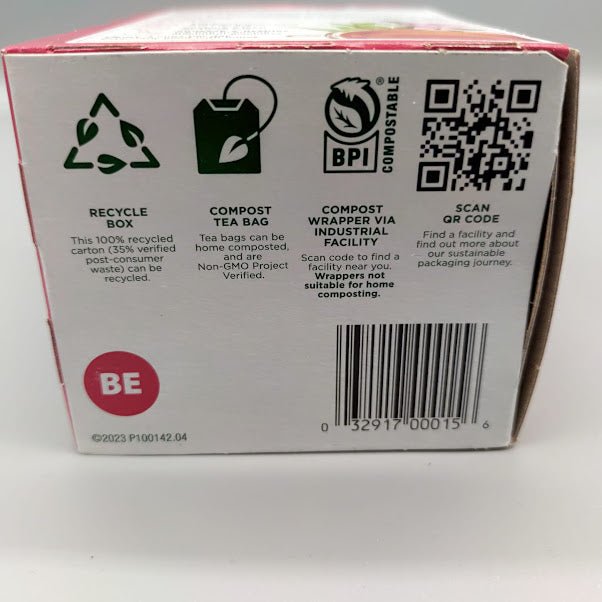 RECYCLE
BOX
This 100% recycled
carton (35% verified
post-consumer
waste) can be
recycled.
COMPOST
TEA BAG
Tea bags can be
home composted,
and are
Non-GMO Project
Verified.
®
BPI
COMPOSTABLE
COMPOST
WRAPPER VIA
INDUSTRIAL
FACILITY
Scan code to find a
facility near you.
Wrappers not
suitable for home
composting.
SCAN
QR CODE
Find a facility and
find out more about
our sustainable
packaging journey.
BE
©2023 P100142.04
0 32917 00015 6